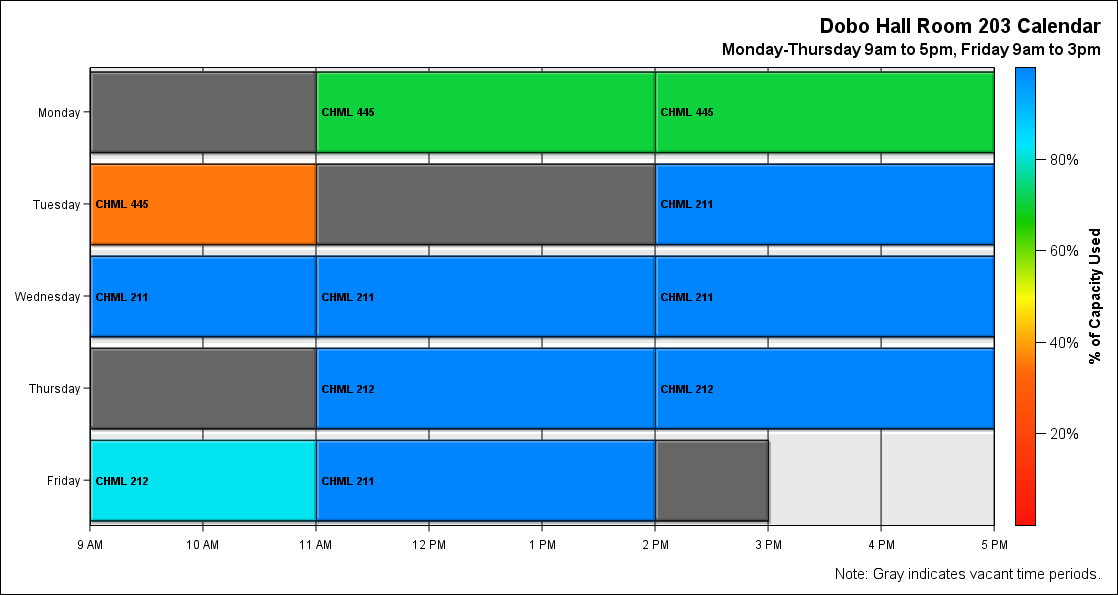 Dobo Hall Room 203 Calendar
Monday-Thursday 9am to 5pm, Friday 9am to 3pm
Monday
CHML 445
CHML 445
Tuesday
CHML 445
CHML 211
Wednesday
CHML 211
CHML 211
CHML 211
Thursday
CHML 212
CHML 212
Friday
CHML 212
CHML 211
9 AM
10 AM
11 AM
12 PM
1 PM
2 PM
3 PM
4 PM
5 PM
80%
60%
40%
20%
% of Capacity Used
Note: Gray indicates vacant time periods.